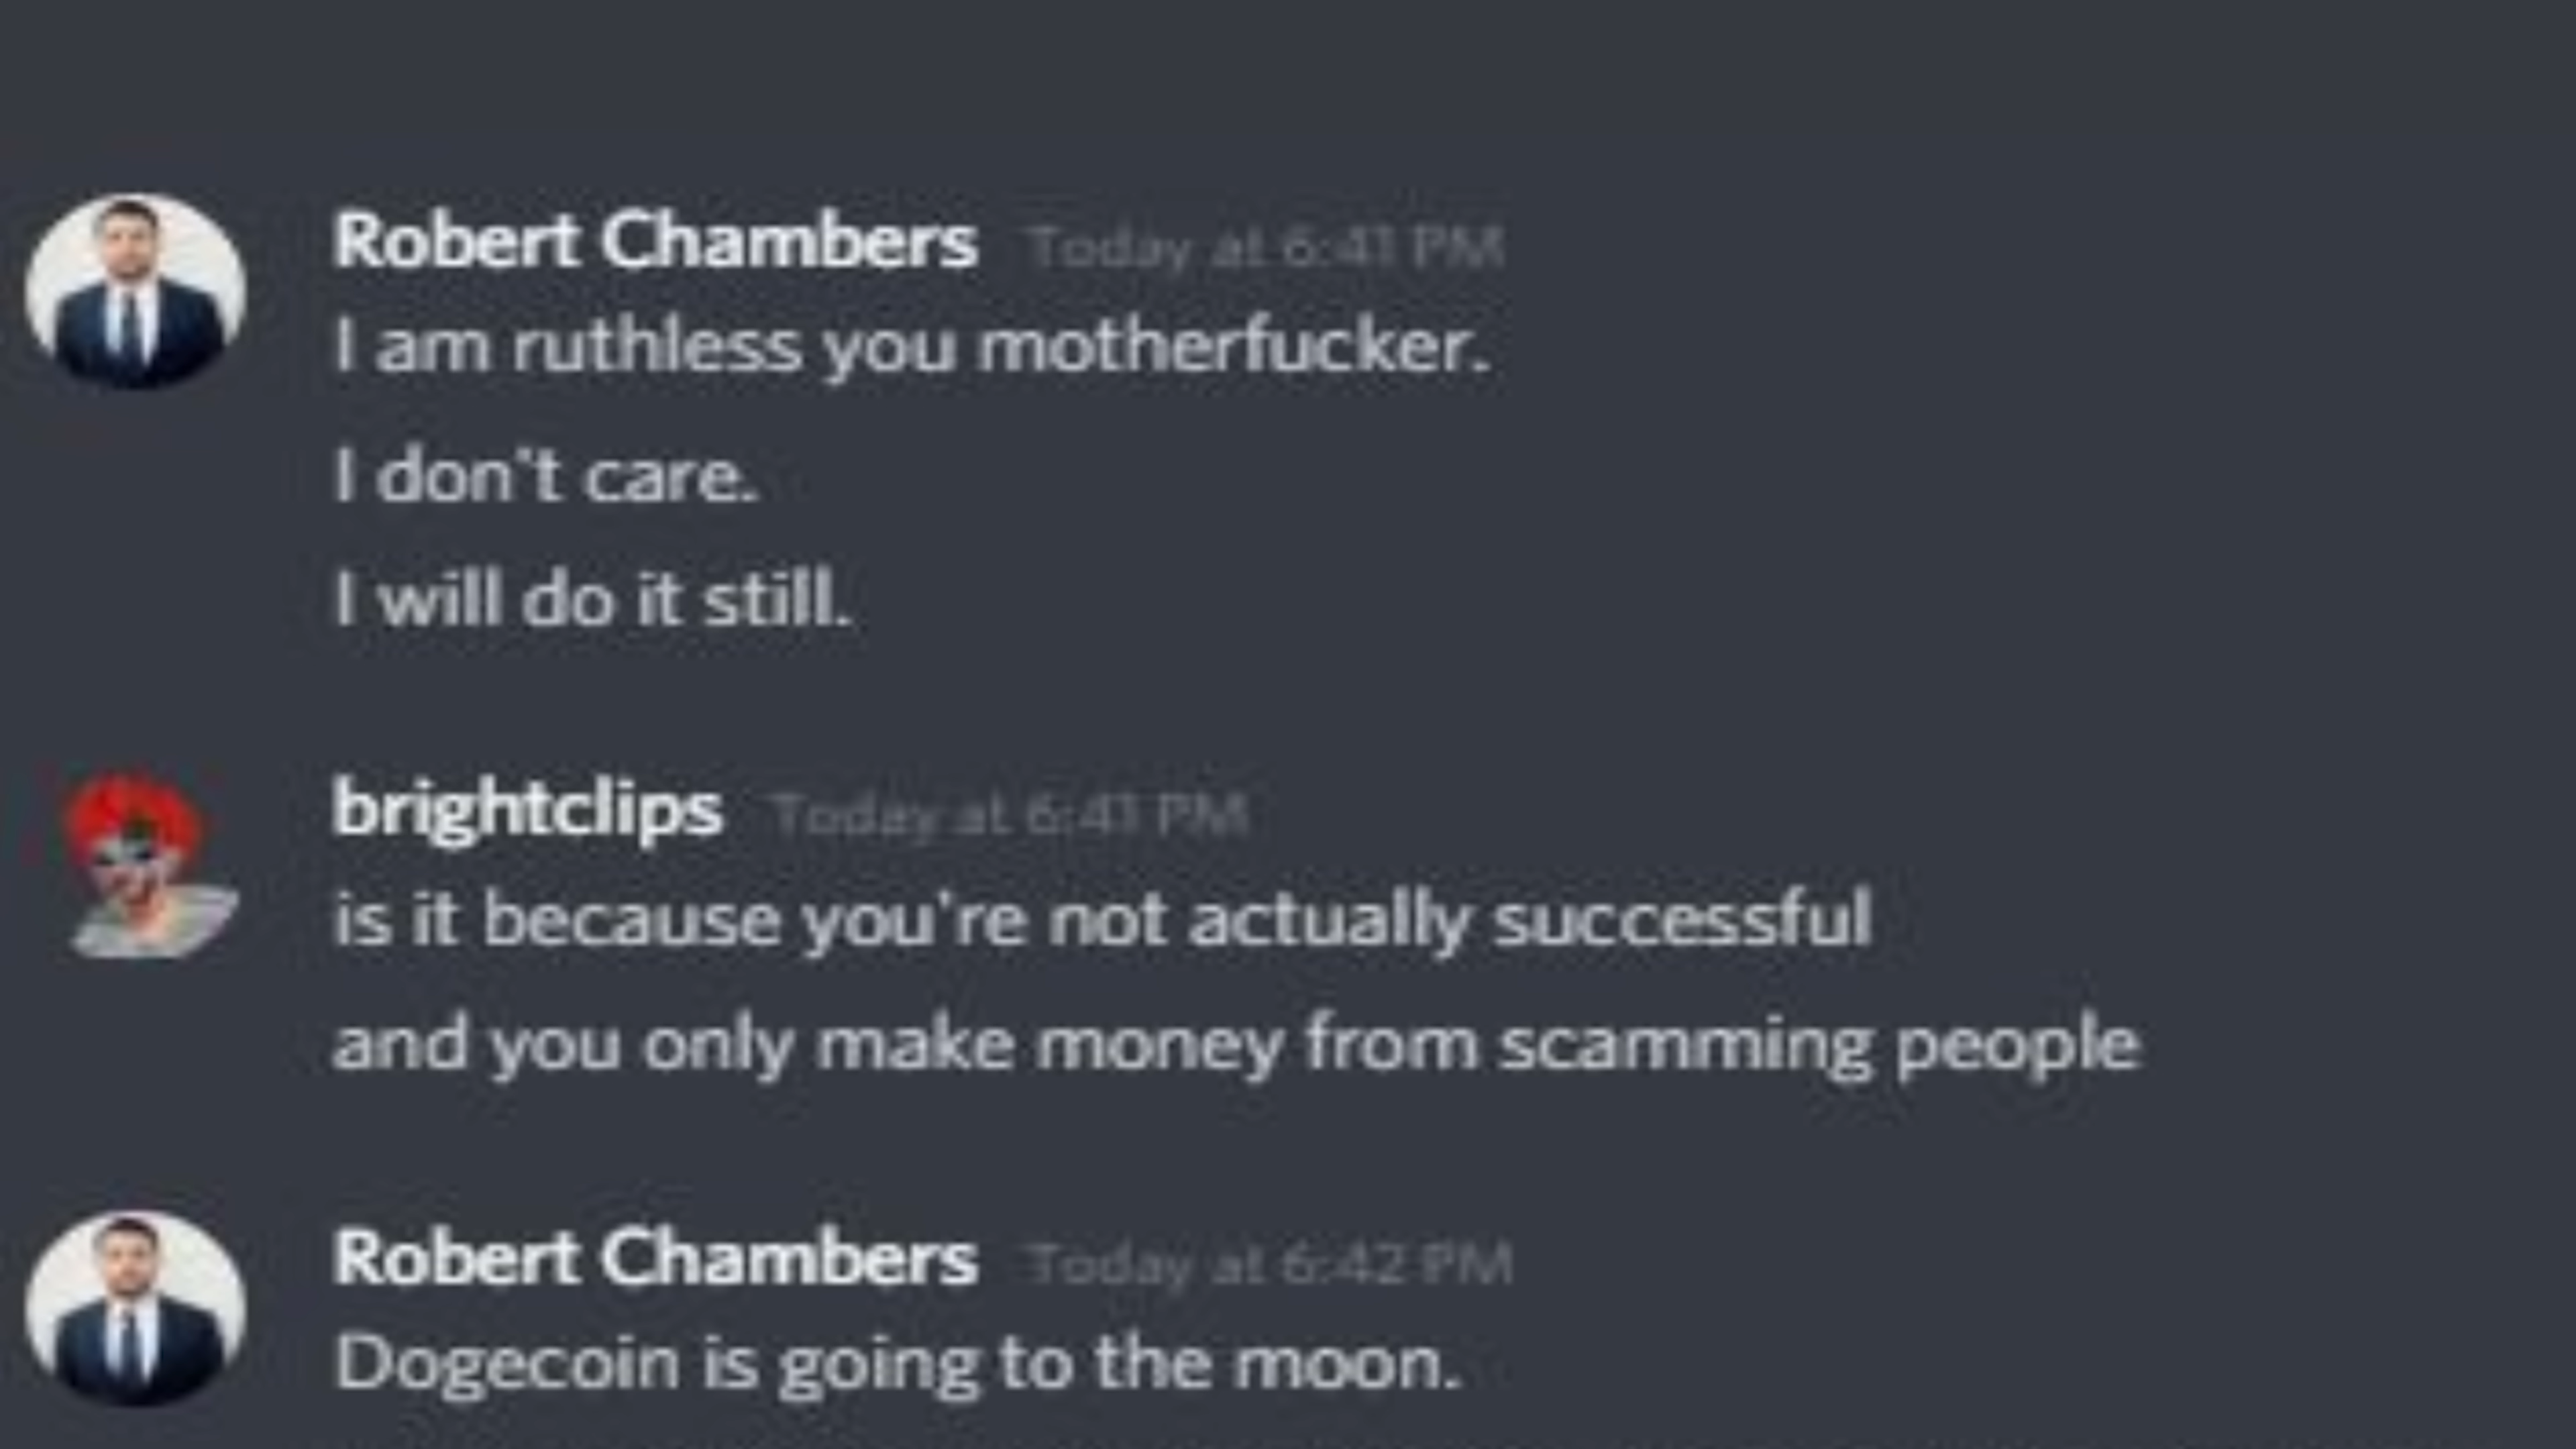 Robert Chambers Today at 6:41 PM
I am ruthless you motherfucker.
I don't care.
I will do it still.
brightclips Today at 6:41 PM
is it because you're not actually successful
and you only make money from scamming people
Robert Chambers Today at 6:42 PM
Dogecoin is going to the moon.